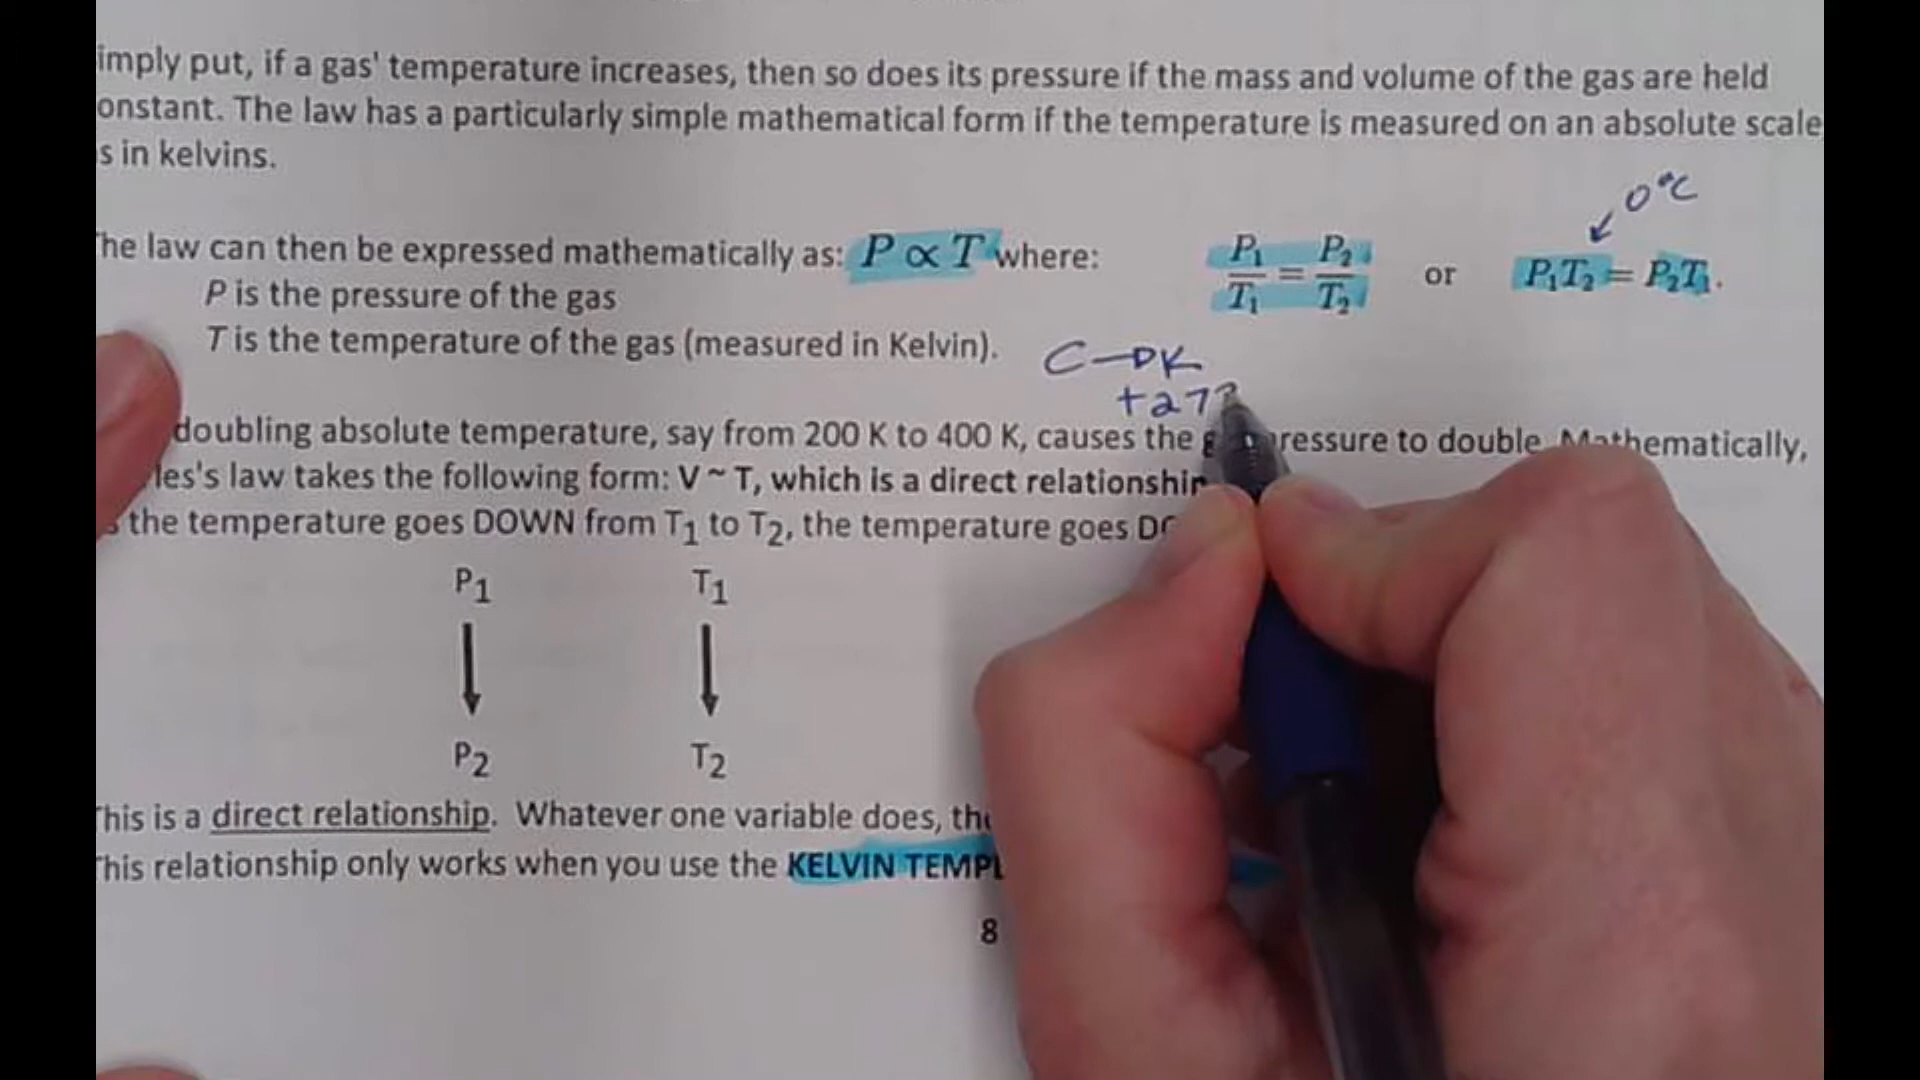 imply put, if a gas' temperature increases, then so does its pressure if the mass and volume of the gas are held
onstant. The law has a particularly simple mathematical form if the temperature is measured on an absolute scale
s in kelvins.
0°C
he law can then be expressed mathematically as: P ∝ T where: P₁/T₁ = P₂/T₂ or P₁T₂ = P₂T₁.
P is the pressure of the gas
T is the temperature of the gas (measured in Kelvin).
C→K
+27
doubling absolute temperature, say from 200 K to 400 K, causes the ressure to double. Mathematically,
les's law takes the following form: V ~ T, which is a direct relationship
the temperature goes DOWN from T₁ to T₂, the temperature goes
P₁ T₁
P₂ T₂
his is a direct relationship. Whatever one variable does,
his relationship only works when you use the KELVIN
8